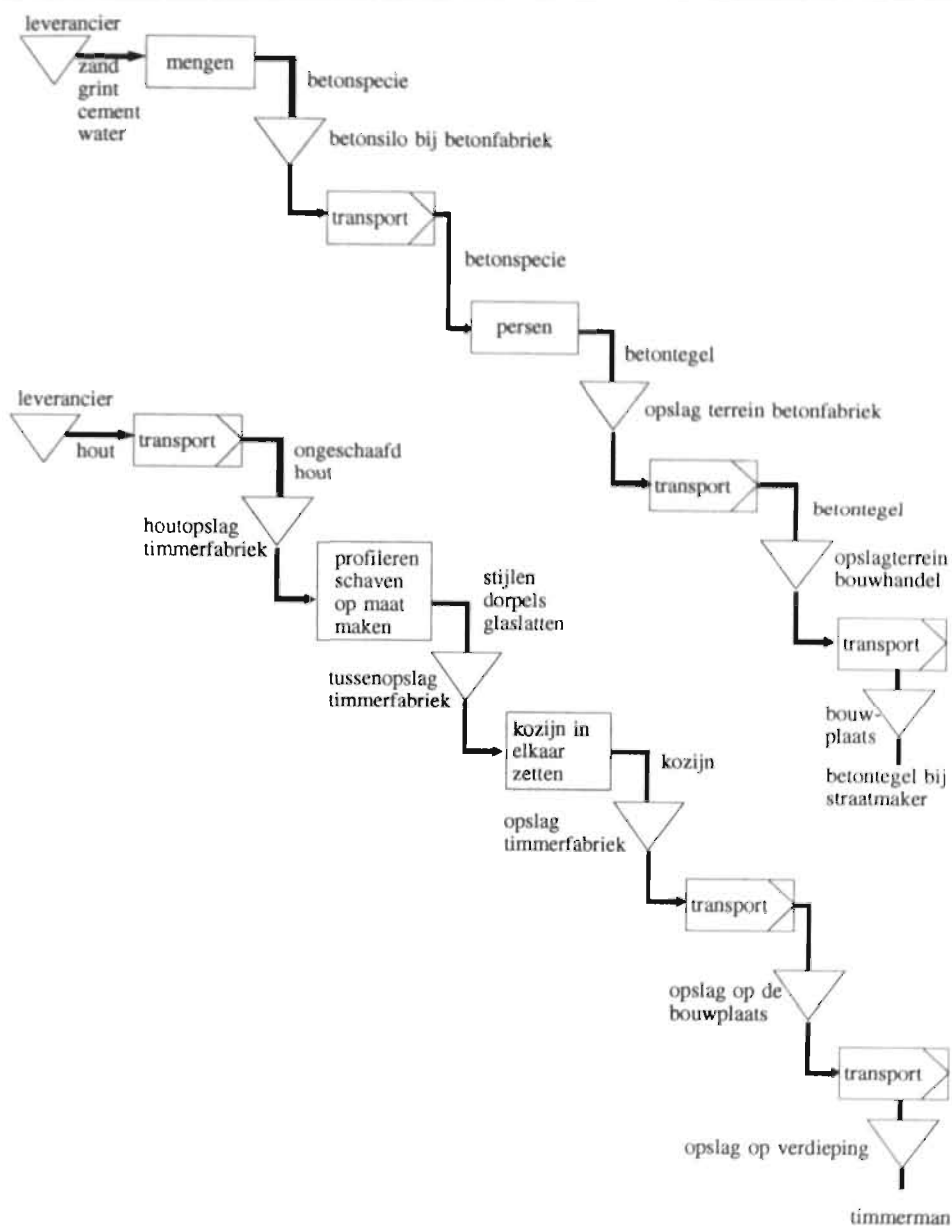 leverancier
zand
grint
cement
water
mengen
betonspecie
betonsilo bij betonfabriek
transport
betonspecie
persen
betontegel
opslag terrein betonfabriek
transport
betontegel
opslagterrein
bouwhandel
transport
bouw-
plaats
betontegel bij
straatmaker
leverancier
hout
transport
ongeschaafd
hout
houtopslag
timmerfabriek
profileren
schaven
op maat
maken
stijlen
dorpels
glaslatten
tussenopslag
timmerfabriek
kozijn in
elkaar
zetten
kozijn
opslag
timmerfabriek
transport
opslag op de
bouwplaats
transport
opslag op verdieping
timmerman